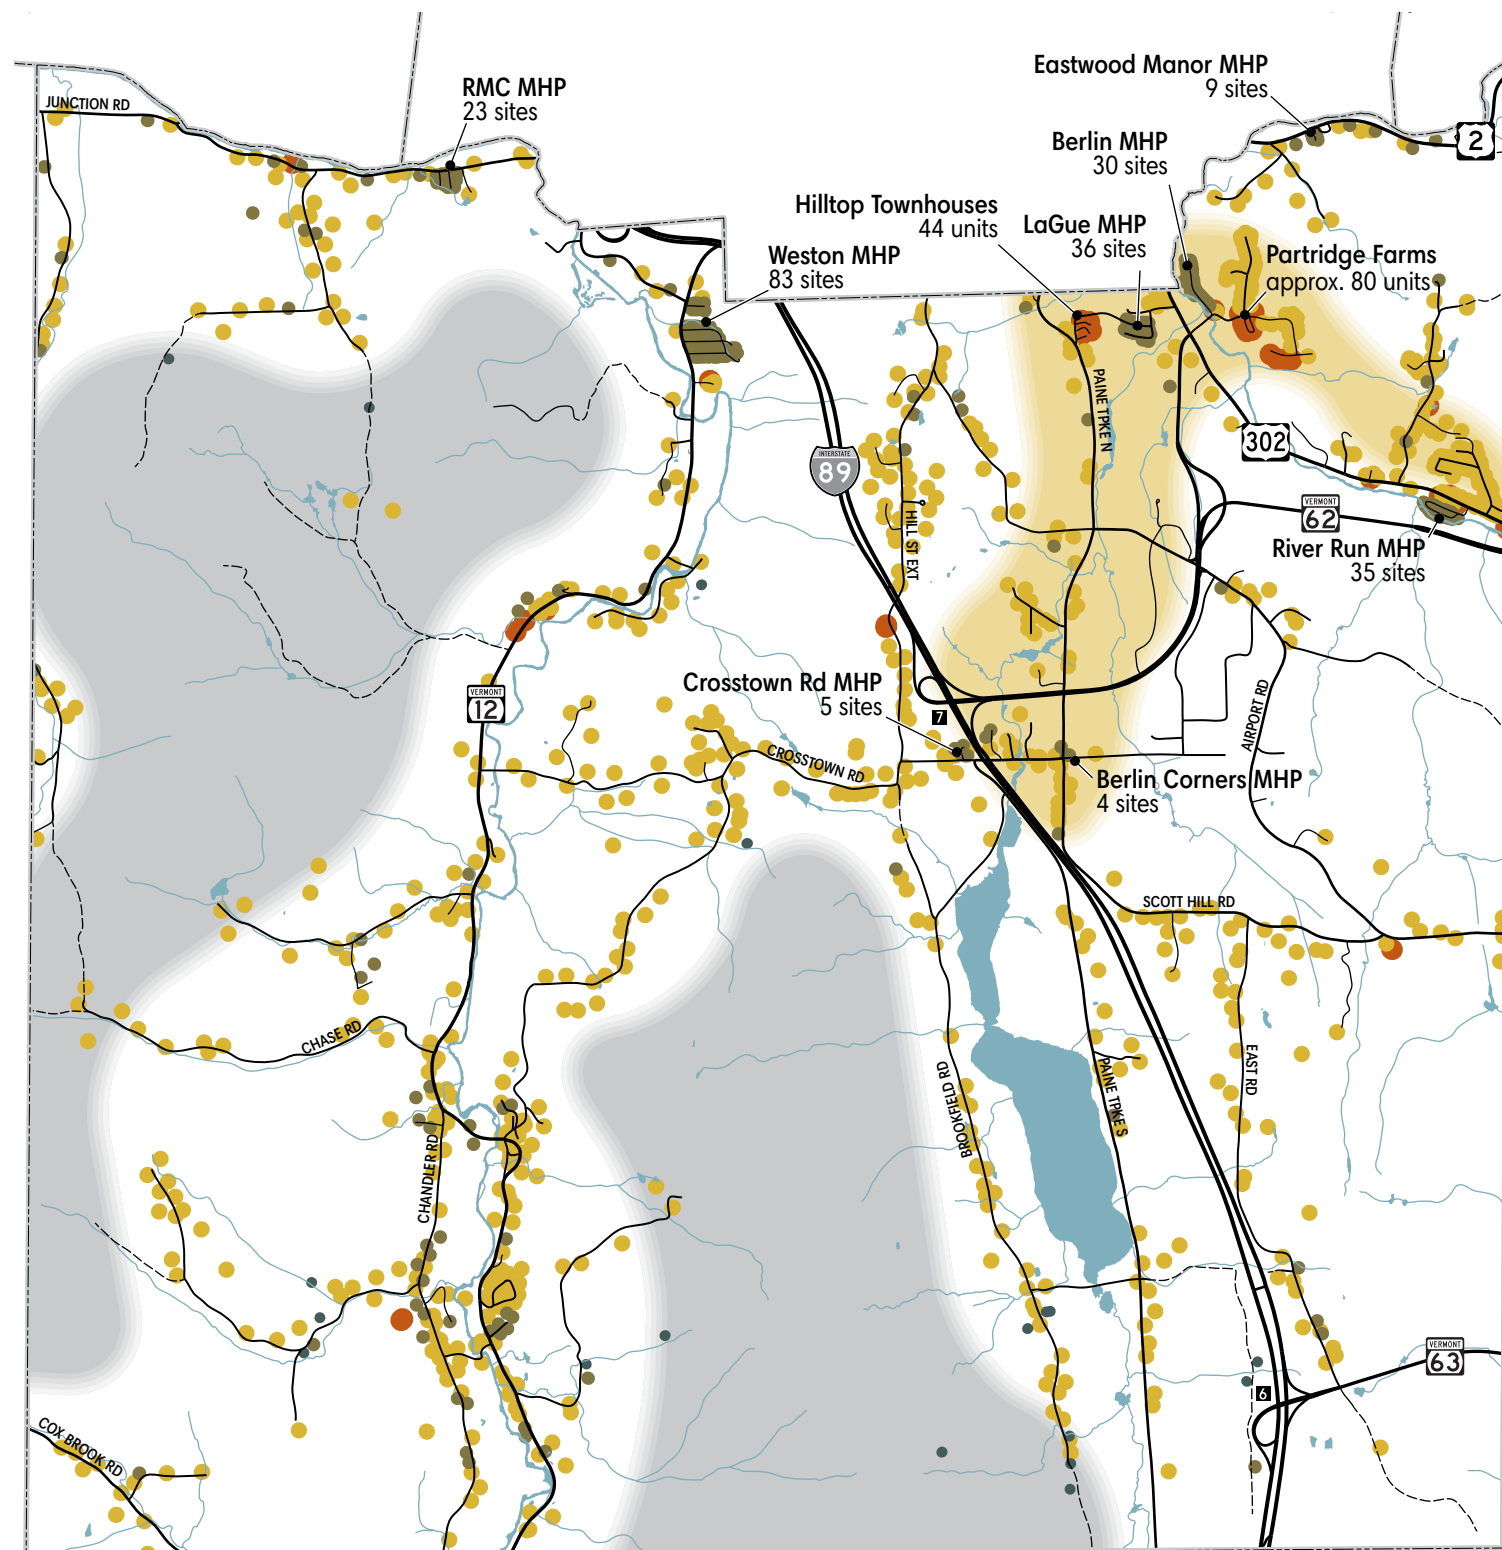 Eastwood Manor MHP
9 sites
RMC MHP
23 sites
JUNCTION RD
2
Berlin MHP
30 sites
Hilltop Townhouses
44 units
LaGue MHP
36 sites
Weston MHP
83 sites
Partridge Farms
approx. 80 units
PAINE TPKE N
302
INTERSTATE
89
VERMONT
62
HILL ST EXT
River Run MHP
35 sites
Crosstown Rd MHP
5 sites
VERMONT
12
7
AIRPORT RD
CROSSTOWN RD
Berlin Corners MHP
4 sites
SCOTT HILL RD
CHASE RD
EAST RD
BROOKFIELD RD
PAINE TPKE S
CHANDLER RD
VERMONT
63
6
COX BROOK RD